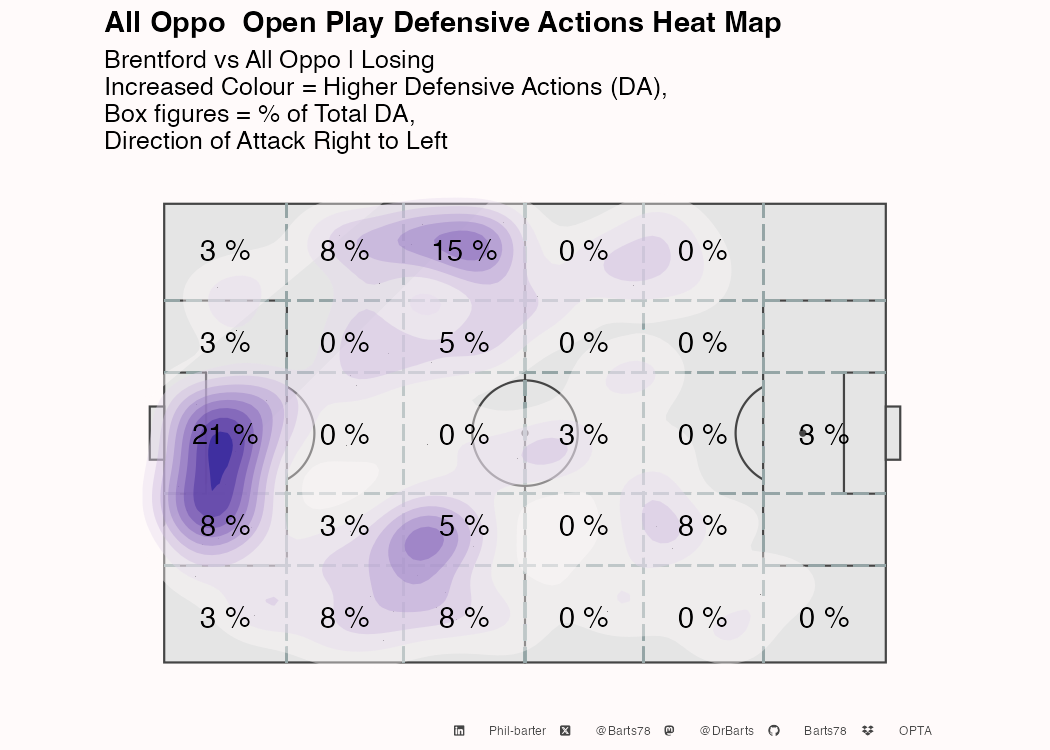 All Oppo  Open Play Defensive Actions Heat Map
Brentford vs All Oppo | Losing
Increased Colour = Higher Defensive Actions (DA),
Box figures = % of Total DA,
Direction of Attack Right to Left
3 % 8 % 15 % 0 % 0 %
3 % 0 % 5 % 0 % 0 %
21 % 0 % 0 % 3 % 0 % 3 %
8 % 3 % 5 % 0 % 8 %
3 % 8 % 8 % 0 % 0 % 0 %
Phil-barter @Barts78 @DrBarts Barts78 OPTA